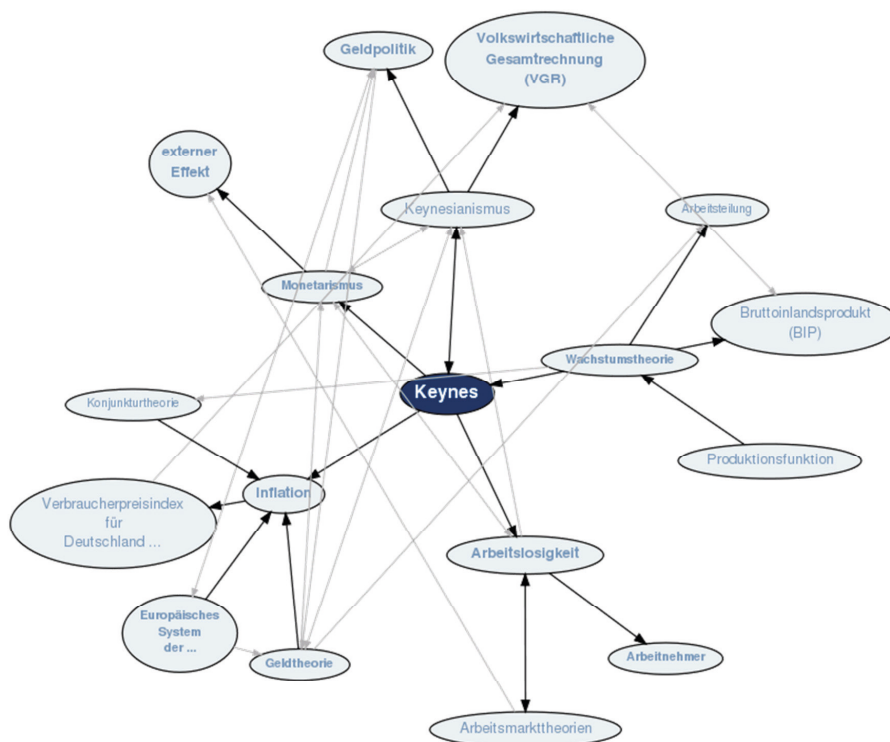 Geldpolitik
Volkswirtschaftliche
Gesamtrechnung
(VGR)
externer
Effekt
Keynesianismus
Arbeitsteilung
Monetarismus
Bruttoinlandsprodukt
(BIP)
Wachstumstheorie
Keynes
Konjunkturtheorie
Produktionsfunktion
Inflation
Verbraucherpreisindex
für
Deutschland ...
Arbeitslosigkeit
Europäisches
System
der ...
Geldtheorie
Arbeitnehmer
Arbeitsmarkttheorien